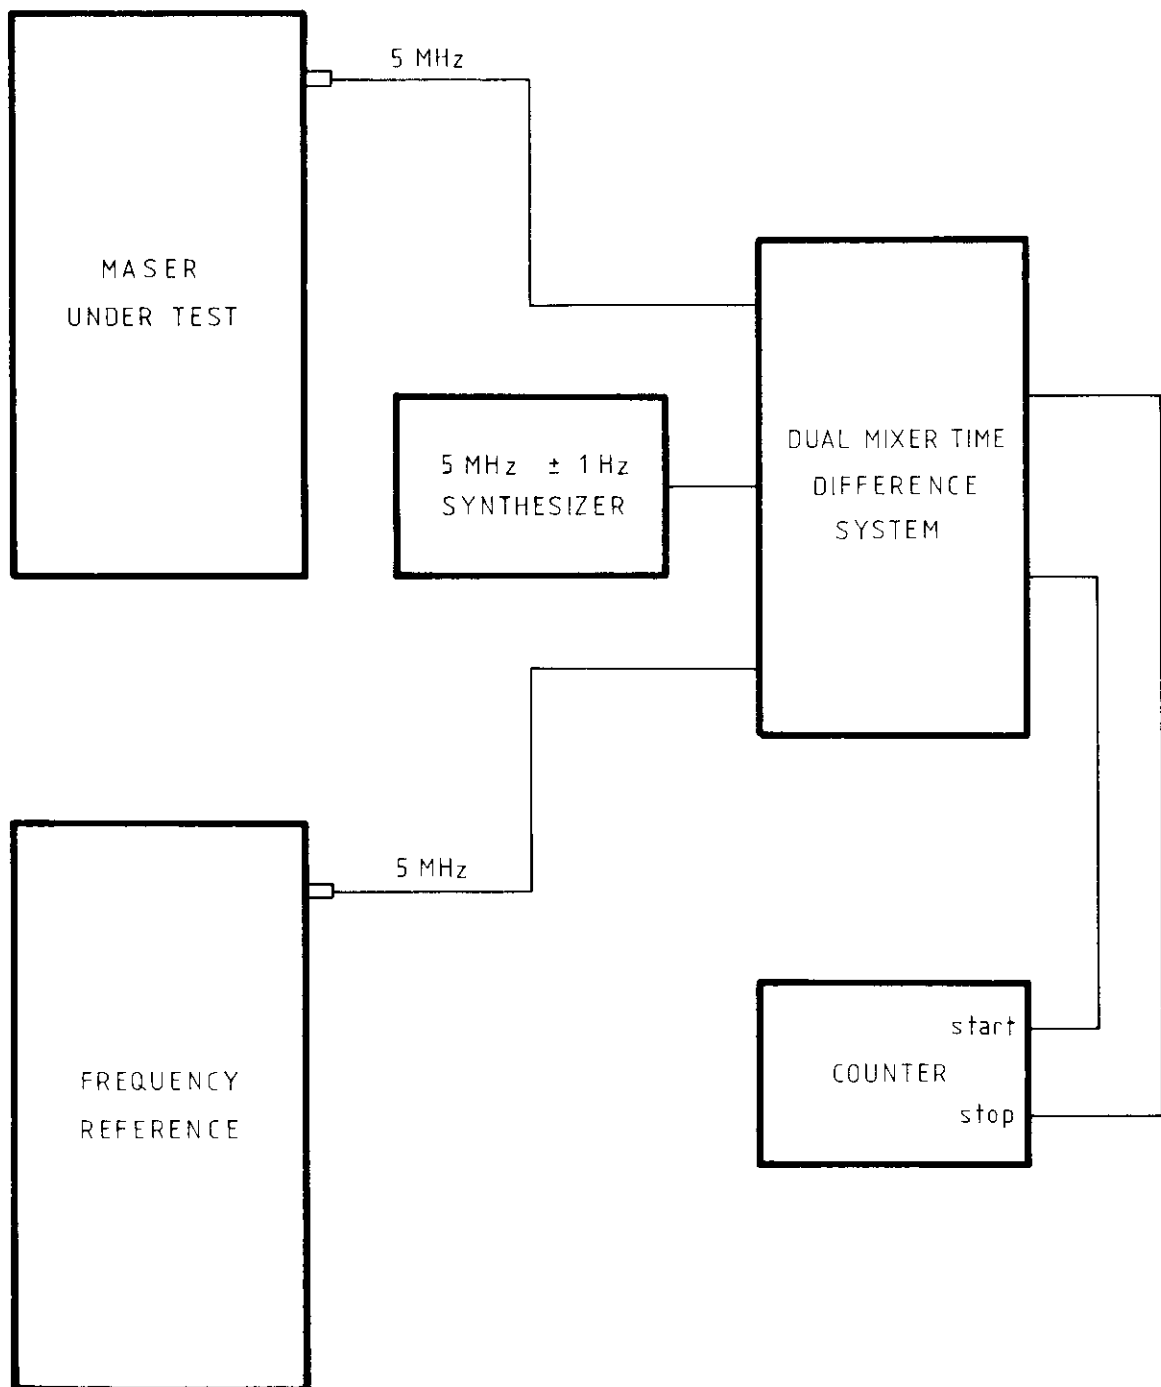 5 MHz
MASER
UNDER TEST
5 MHz ± 1 Hz
SYNTHESIZER
DUAL MIXER TIME
DIFFERENCE
SYSTEM
5 MHz
FREQUENCY
REFERENCE
start
COUNTER
stop